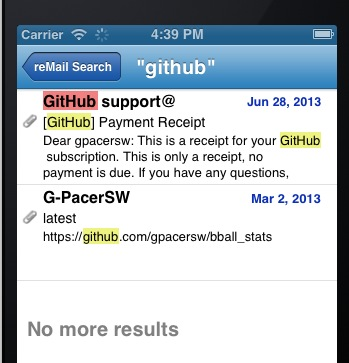 Carrier 4:39 PM
reMail Search "github"
GitHub support@ Jun 28, 2013
[GitHub] Payment Receipt
Dear gpacersw: This is a receipt for your GitHub
subscription. This is only a receipt, no
payment is due. If you have any questions,
G-PacerSW Mar 2, 2013
latest
https://github.com/gpacersw/bball_stats
No more results